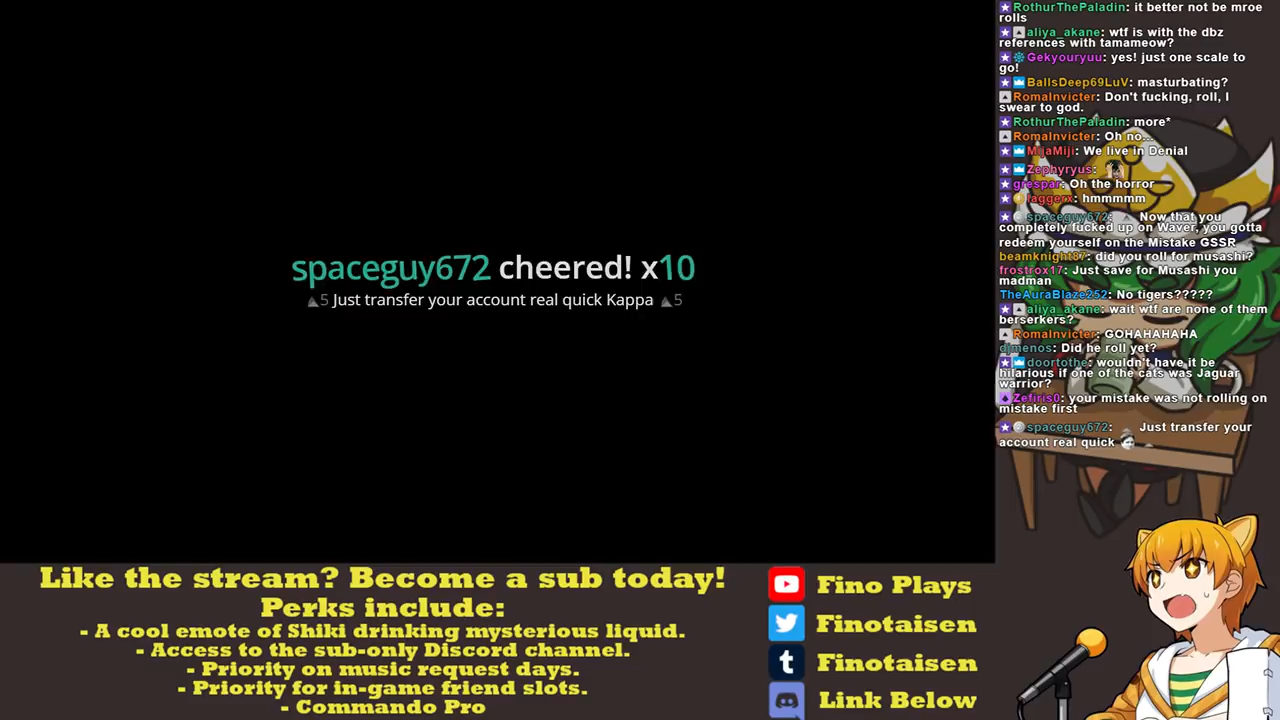 spaceguy672 cheered! x10
5 Just transfer your account real quick Kappa 5
RothurThePaladin: it better not be mroe
rolls
aliya_akane: wtf is with the dbz
references with tamameow?
Gekyouryuu: yes! just one scale to
go!
BallsDeep69LuV: masturbating?
RomaInvicter: Don't fucking, roll, I
swear to god.
RothurThePaladin: more*
RomaInvicter: Oh no...
MijaMiji: We live in Denial
Zephyryus:
grespar: Oh the horror
faggerx: hmmmmm
spaceguy672: Now that you
completely fucked up on Waver, you gotta
redeem yourself on the Mistake GSSR
beamknight87: did you roll for musashi?
frostrox17: Just save for Musashi you
madman
TheAuraBlaze252: No tigers?????
aliya_akane: wait wtf are none of them
berserkers?
RomaInvicter: GOHAHAHAHA
dimenos: Did he roll yet?
doortothe: wouldn't have it be
hilarious if one of the cats was Jaguar
warrior?
Zefiris0: your mistake was not rolling on
mistake first
spaceguy672: Just transfer your
account real quick
Like the stream? Become a sub today!
Perks include:
- A cool emote of Shiki drinking mysterious liquid.
- Access to the sub-only Discord channel.
- Priority on music request days.
- Priority for in-game friend slots.
- Commando Pro
Fino Plays
Finotaisen
Finotaisen
Link Below